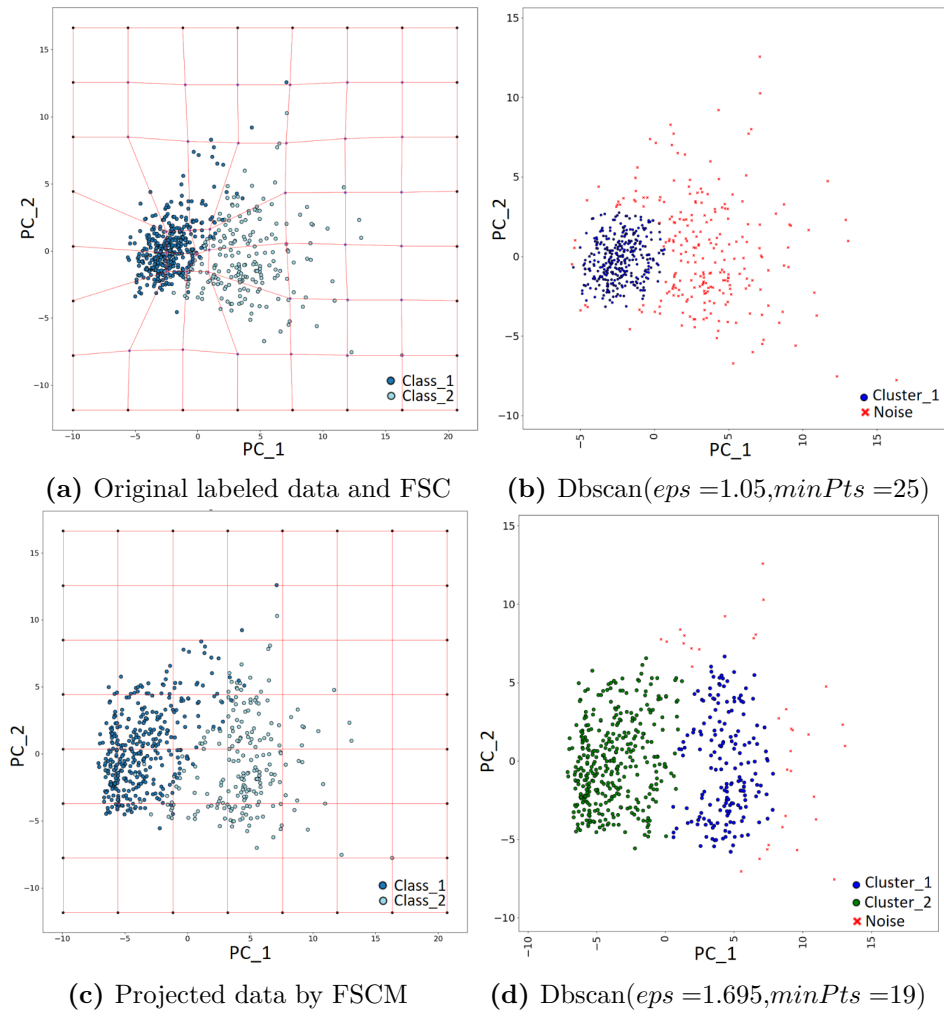 15
10
5
0
−5
−10
PC_2
−10
−5
0
5
10
15
20
PC_1
Class_1
Class_2
(a) Original labeled data and FSC
15
10
5
0
−5
−10
PC_2
−5
0
5
10
15
PC_1
Cluster_1
Noise
(b) Dbscan(eps =1.05,minPts =25)
15
10
5
0
−5
−10
PC_2
−10
−5
0
5
10
15
20
PC_1
Class_1
Class_2
(c) Projected data by FSCM
15
10
5
0
−5
−10
PC_2
−10
−5
0
5
10
15
PC_1
Cluster_1
Cluster_2
Noise
(d) Dbscan(eps =1.695,minPts =19)